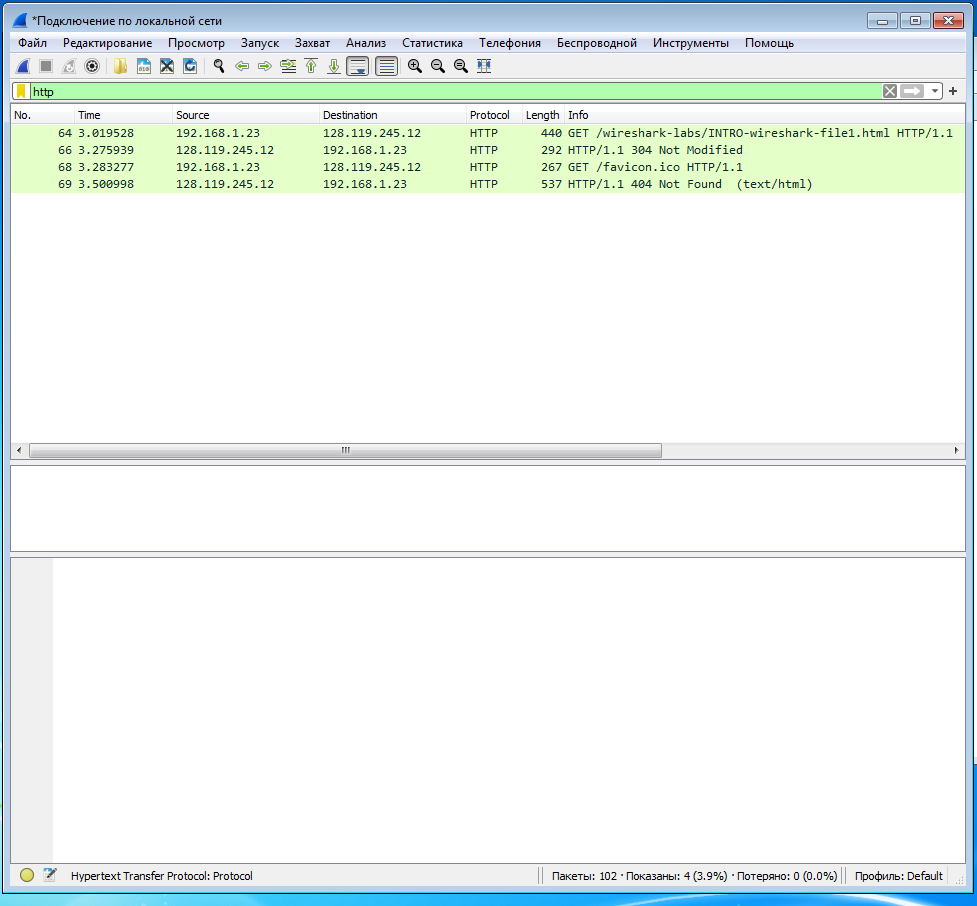 *Подключение по локальной сети
Файл Редактирование Просмотр Запуск Захват Анализ Статистика Телефония Беспроводной Инструменты Помощь
http
No. Time Source Destination Protocol Length Info
64 3.019528 192.168.1.23 128.119.245.12 HTTP 440 GET /wireshark-labs/INTRO-wireshark-file1.html HTTP/1.1
66 3.275939 128.119.245.12 192.168.1.23 HTTP 292 HTTP/1.1 304 Not Modified
68 3.283277 192.168.1.23 128.119.245.12 HTTP 267 GET /favicon.ico HTTP/1.1
69 3.500998 128.119.245.12 192.168.1.23 HTTP 537 HTTP/1.1 404 Not Found (text/html)
Hypertext Transfer Protocol: Protocol Пакеты: 102 · Показаны: 4 (3.9%) · Потеряно: 0 (0.0%) Профиль: Default